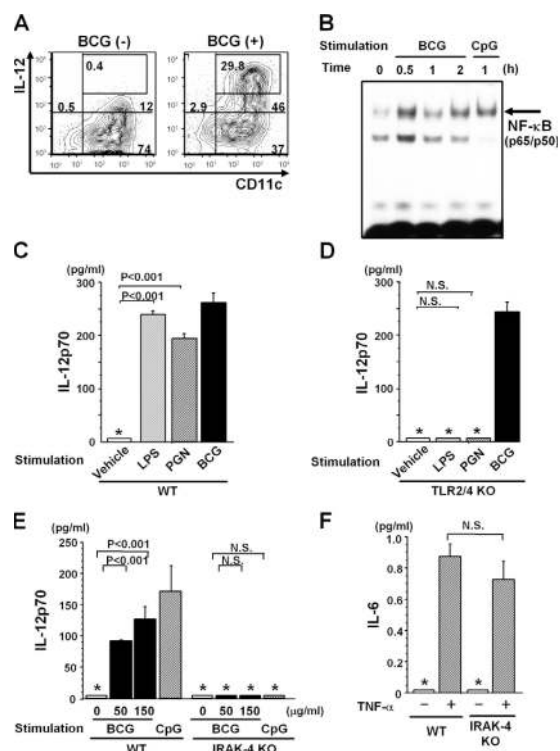 A
BCG (-)
BCG (+)
IL-12
0.4
0.5
12
74
29.8
2.9
46
37
CD11c
B
Stimulation BCG CpG
Time 0 0.5 1 2 1 (h)
NF-κB
(p65/p50)
C
(pg/ml)
P<0.001
P<0.001
300
200
100
0
IL-12p70
*
Stimulation
Vehicle LPS PGN BCG
WT
D
(pg/ml)
N.S.
N.S.
300
200
100
0
IL-12p70
* * *
Stimulation
Vehicle LPS PGN BCG
TLR2/4 KO
E
(pg/ml)
P<0.001
P<0.001
N.S.
N.S.
250
200
150
100
50
0
IL-12p70
* * * * *
0 50 150 0 50 150 (μg/ml)
Stimulation BCG CpG BCG CpG
WT IRAK-4 KO
F
(pg/ml)
N.S.
1.0
0.8
0.6
0.4
0.2
0
IL-6
* *
TNF-α − + − +
WT IRAK-4
KO